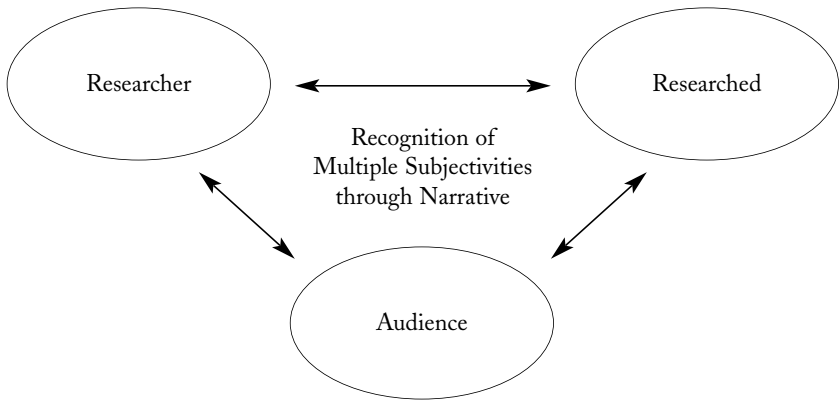 Researcher
Researched
Recognition of
Multiple Subjectivities
through Narrative
Audience